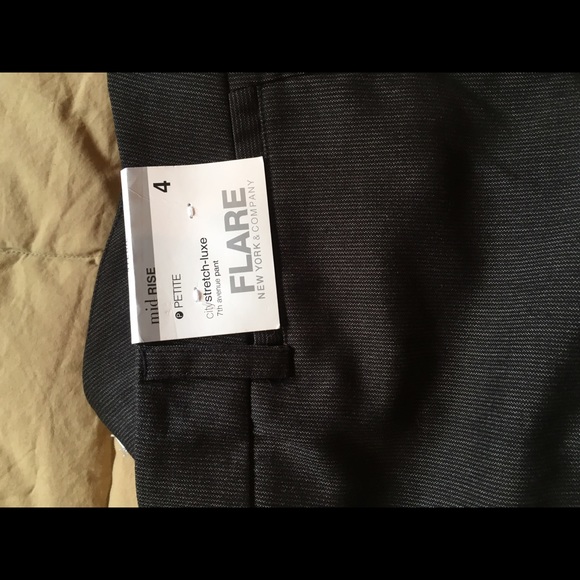 mid RISE 4
P PETITE
citystretch-luxe
7th avenue pant
FLARE
NEW YORK & COMPANY